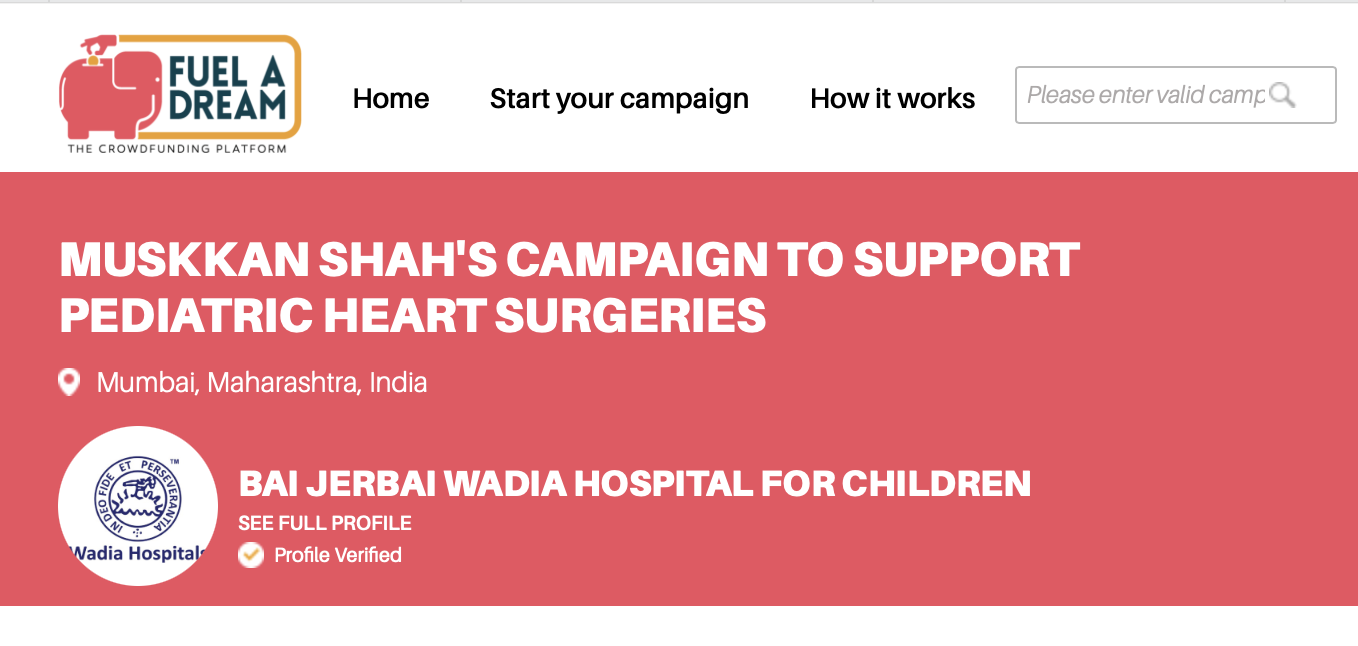 FUEL A
DREAM
THE CROWDFUNDING PLATFORM
Home
Start your campaign
How it works
Please enter valid camp
MUSKKAN SHAH'S CAMPAIGN TO SUPPORT
PEDIATRIC HEART SURGERIES
Mumbai, Maharashtra, India
IN DEO FIDE ET PERSEVERANTIA
TM
Wadia Hospitals
BAI JERBAI WADIA HOSPITAL FOR CHILDREN
SEE FULL PROFILE
Profile Verified